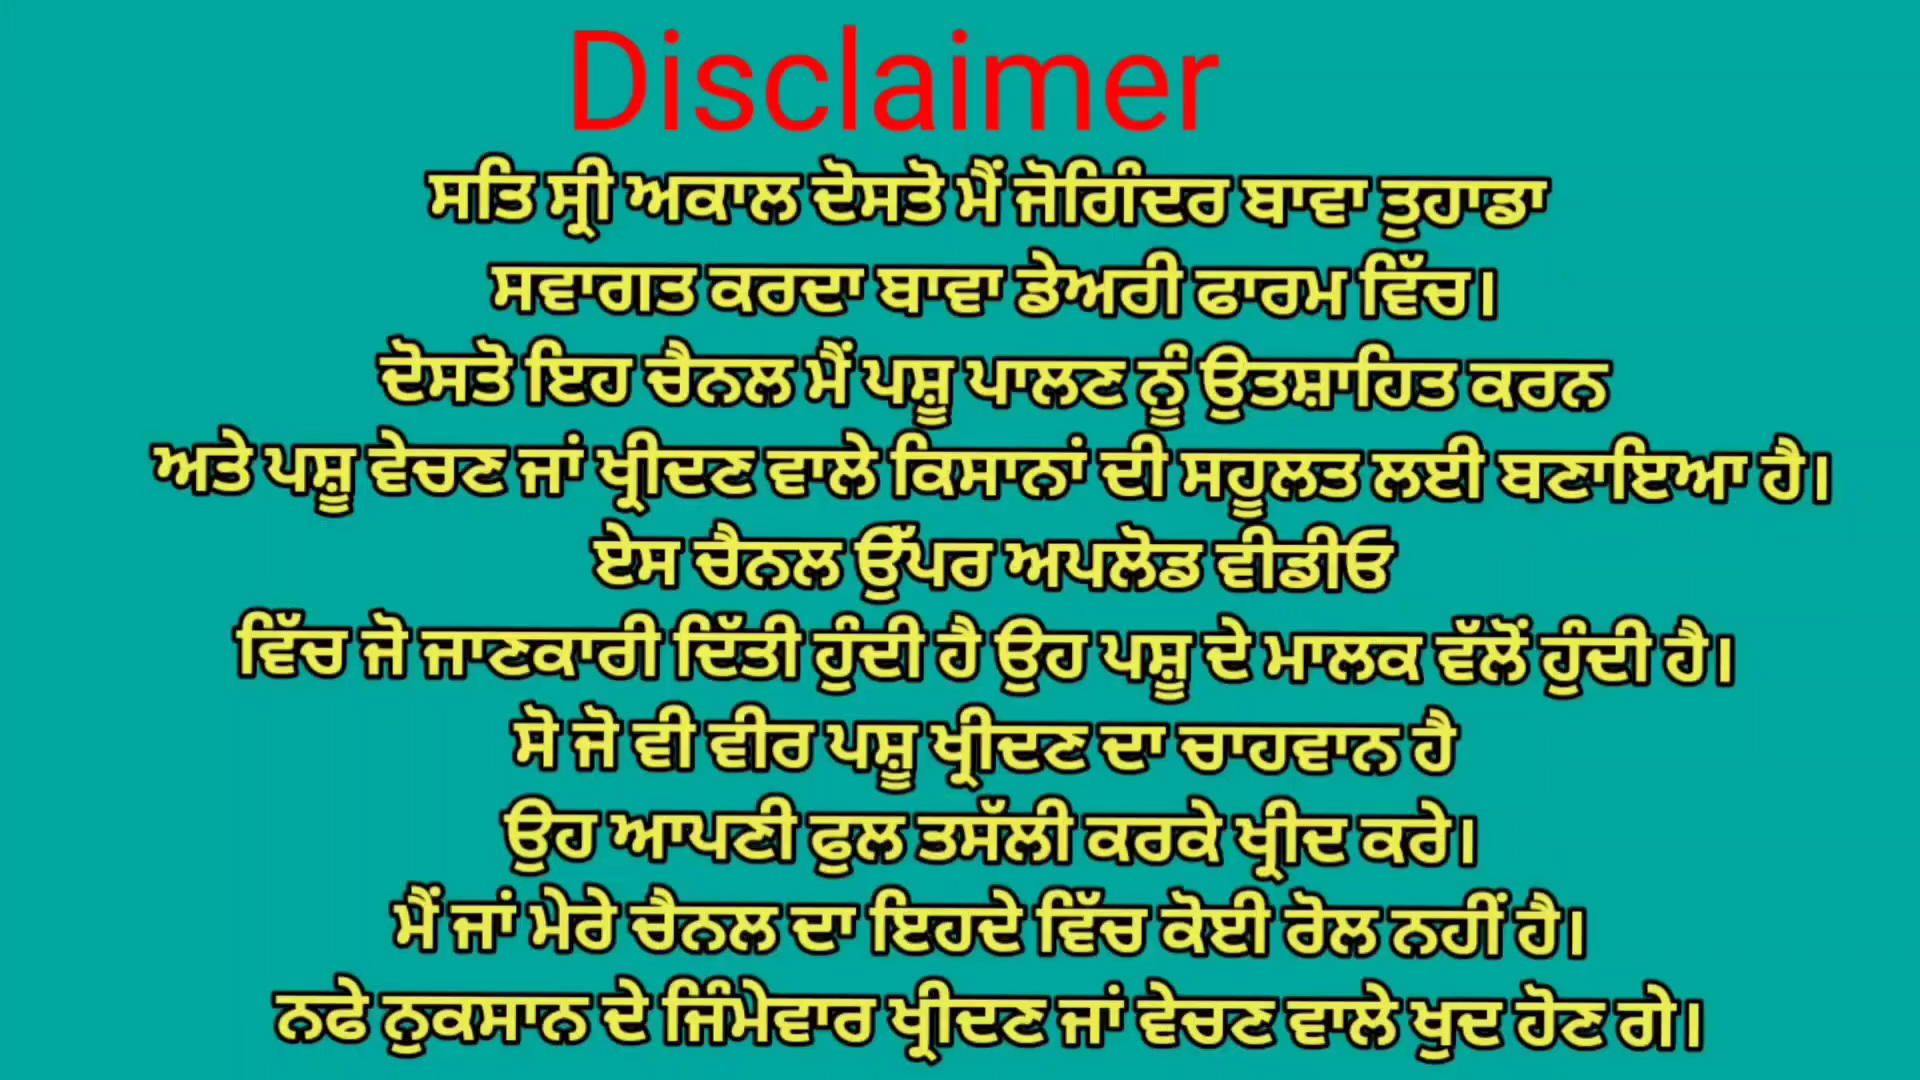 Disclaimer
ਸਤਿ ਸ੍ਰੀ ਅਕਾਲ ਦੋਸਤੋ ਮੈਂ ਜੋਗਿੰਦਰ ਬਾਵਾ ਤੁਹਾਡਾ
ਸਵਾਗਤ ਕਰਦਾ ਬਾਵਾ ਡੇਅਰੀ ਫਾਰਮ ਵਿੱਚ।
ਦੋਸਤੋ ਇਹ ਚੈਨਲ ਮੈਂ ਪਸ਼ੂ ਪਾਲਣ ਨੂੰ ਉਤਸ਼ਾਹਿਤ ਕਰਨ
ਅਤੇ ਪਸ਼ੂ ਵੇਚਣ ਜਾਂ ਖ੍ਰੀਦਣ ਵਾਲੇ ਕਿਸਾਨਾਂ ਦੀ ਸਹੂਲਤ ਲਈ ਬਣਾਇਆ ਹੈ।
ਏਸ ਚੈਨਲ ਉੱਪਰ ਅਪਲੋਡ ਵੀਡੀਓ
ਵਿੱਚ ਜੋ ਜਾਣਕਾਰੀ ਦਿੱਤੀ ਹੁੰਦੀ ਹੈ ਉਹ ਪਸ਼ੂ ਦੇ ਮਾਲਕ ਵੱਲੋਂ ਹੁੰਦੀ ਹੈ।
ਸੋ ਜੋ ਵੀ ਵੀਰ ਪਸ਼ੂ ਖ੍ਰੀਦਣ ਦਾ ਚਾਹਵਾਨ ਹੈ
ਉਹ ਆਪਣੀ ਫੁਲ ਤਸੱਲੀ ਕਰਕੇ ਖ੍ਰੀਦ ਕਰੇ।
ਮੈਂ ਜਾਂ ਮੇਰੇ ਚੈਨਲ ਦਾ ਇਹਦੇ ਵਿੱਚ ਕੋਈ ਰੋਲ ਨਹੀਂ ਹੈ।
ਨਫੇ ਨੁਕਸਾਨ ਦੇ ਜਿੰਮੇਵਾਰ ਖ੍ਰੀਦਣ ਜਾਂ ਵੇਚਣ ਵਾਲੇ ਖੁਦ ਹੋਣ ਗੇ।